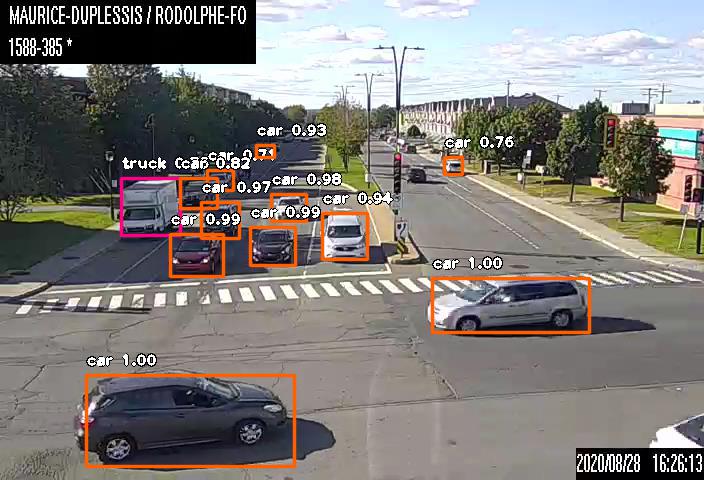 MAURICE-DUPLESSIS / RODOLPHE-FO
1588-385 *
car 0.93
car 0.76
truck 0.
car 0.82
car 0.97
car 0.98
car 0.94
car 0.99
car 0.99
car 1.00
car 1.00
2020/08/28 16:26:13